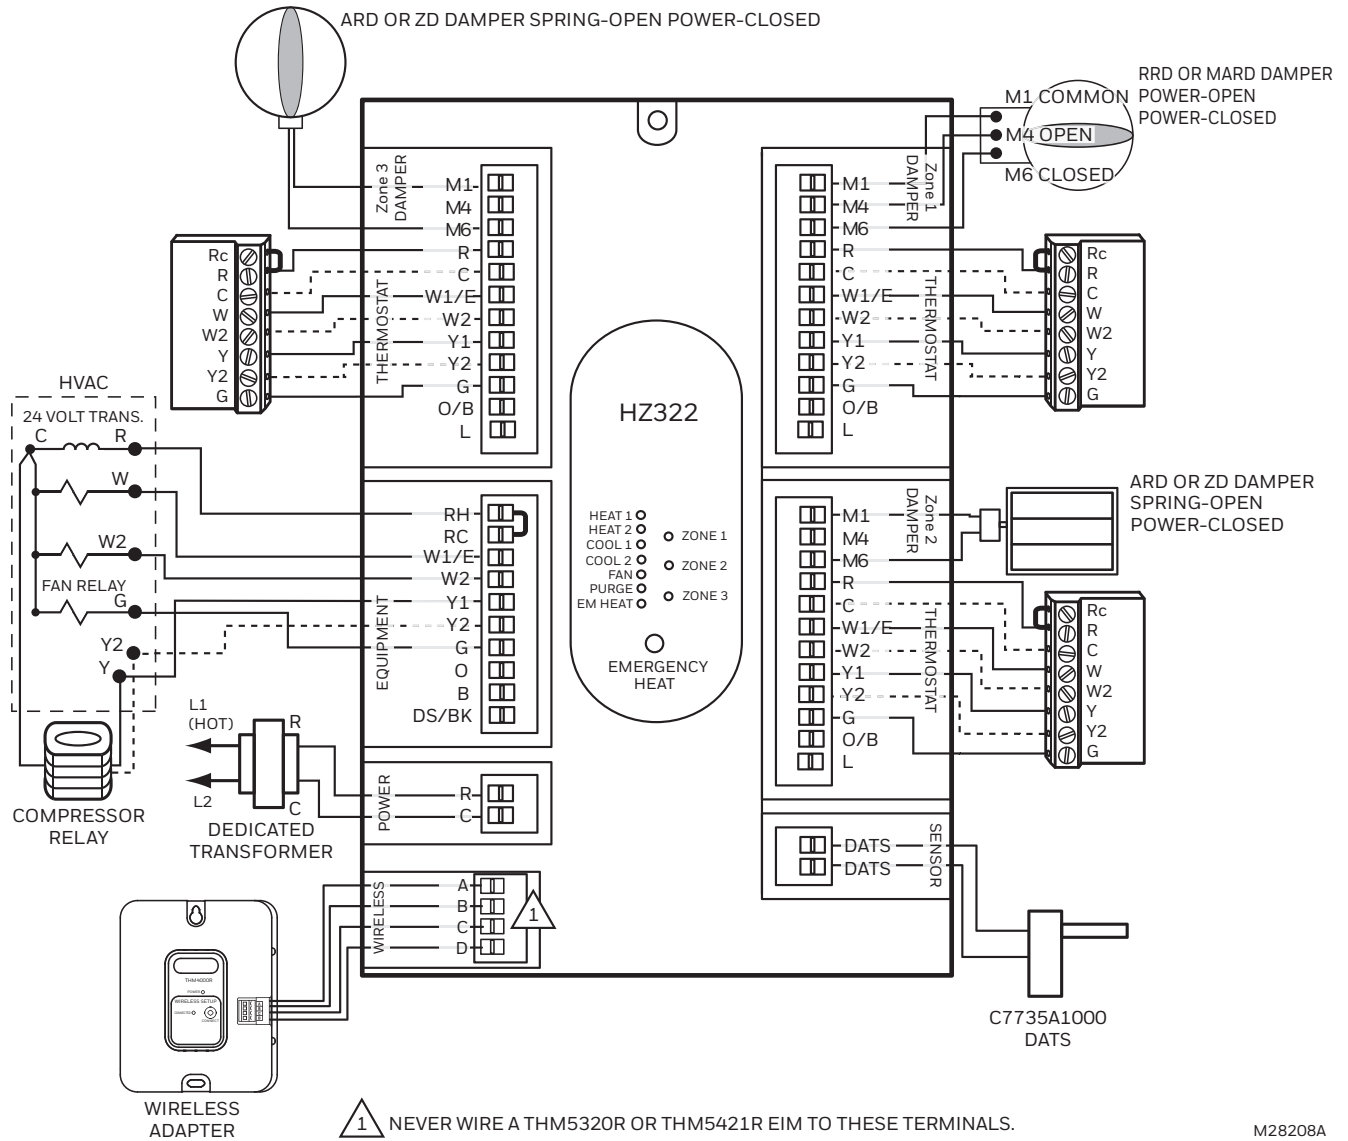 ARD OR ZD DAMPER SPRING-OPEN POWER-CLOSED
RRD OR MARD DAMPER
POWER-OPEN
POWER-CLOSED
M1 COMMON
M4 OPEN
M6 CLOSED
Zone 3
DAMPER
M1
M4
M6
THERMOSTAT
R
C
W1/E
W2
Y1
Y2
G
O/B
L
Rc
R
C
W
W2
Y
Y2
G
Zone 1
DAMPER
M1
M4
M6
THERMOSTAT
R
C
W1/E
W2
Y1
Y2
G
O/B
L
Rc
R
C
W
W2
Y
Y2
G
HVAC
24 VOLT TRANS.
C
R
W
W2
FAN RELAY
G
Y2
Y
COMPRESSOR
RELAY
EQUIPMENT
RH
RC
W1/E
W2
Y1
Y2
G
O
B
DS/BK
HZ322
HEAT 1
HEAT 2
COOL 1
COOL 2
FAN
PURGE
EM HEAT
ZONE 1
ZONE 2
ZONE 3
EMERGENCY
HEAT
ARD OR ZD DAMPER
SPRING-OPEN
POWER-CLOSED
Zone 2
DAMPER
M1
M4
M6
THERMOSTAT
R
C
W1/E
W2
Y1
Y2
G
O/B
L
Rc
R
C
W
W2
Y
Y2
G
L1
(HOT)
L2
R
C
DEDICATED
TRANSFORMER
POWER
R
C
SENSOR
DATS
DATS
C7735A1000
DATS
WIRELESS
A
B
C
D
1
THM4000R
POWER
WIRELESS SETUP
CONNECTED
CONNECT
WIRELESS
ADAPTER
1 NEVER WIRE A THM5320R OR THM5421R EIM TO THESE TERMINALS.
M28208A